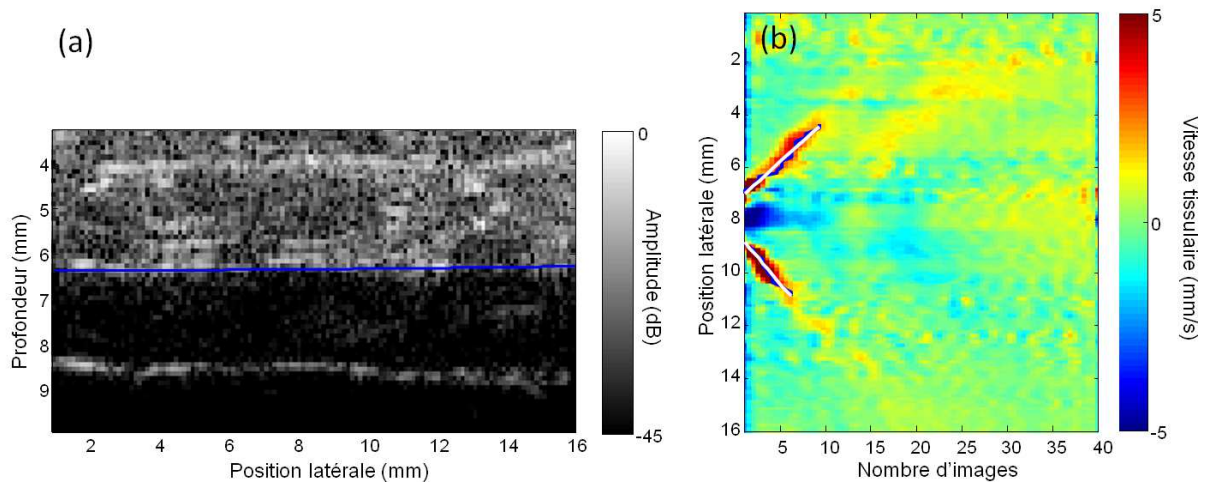 (a)
4
5
6
7
8
9
Profondeur (mm)
2 4 6 8 10 12 14 16
Position latérale (mm)
0
-45
Amplitude (dB)
(b)
2
4
6
8
10
12
14
16
Position latérale (mm)
5 10 15 20 25 30 35 40
Nombre d'images
5
0
-5
Vitesse tissulaire (mm/s)